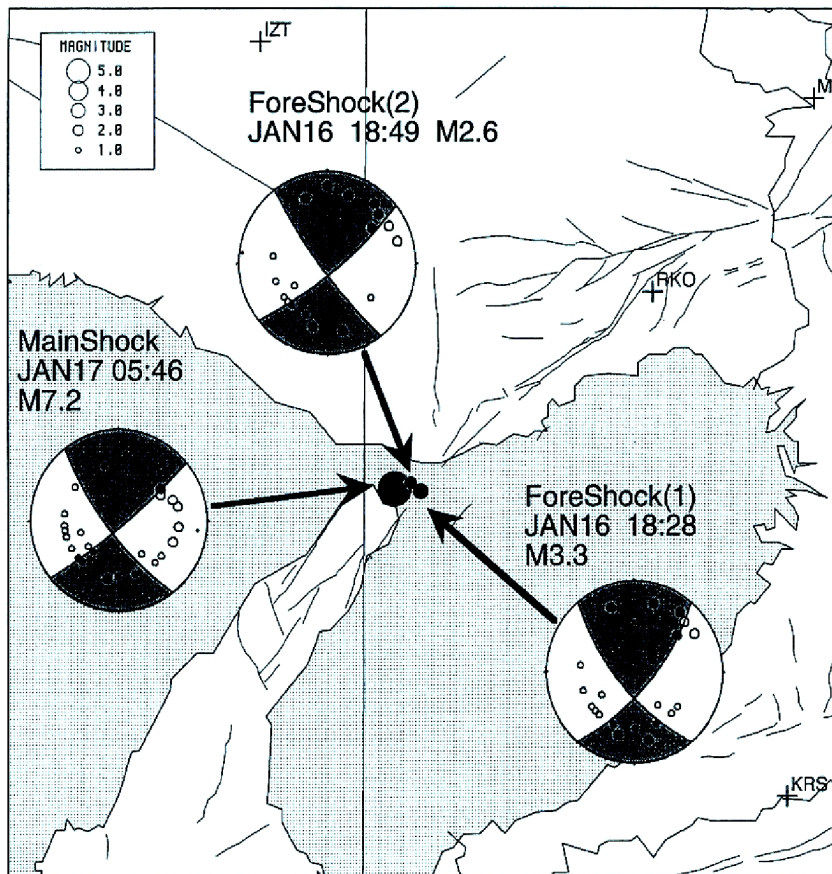 IZT
MAGNITUDE
5.0
4.0
3.0
2.0
1.0
ForeShock(2)
JAN16 18:49 M2.6
M
RKO
MainShock
JAN17 05:46
M7.2
ForeShock(1)
JAN16 18:28
M3.3
KRS